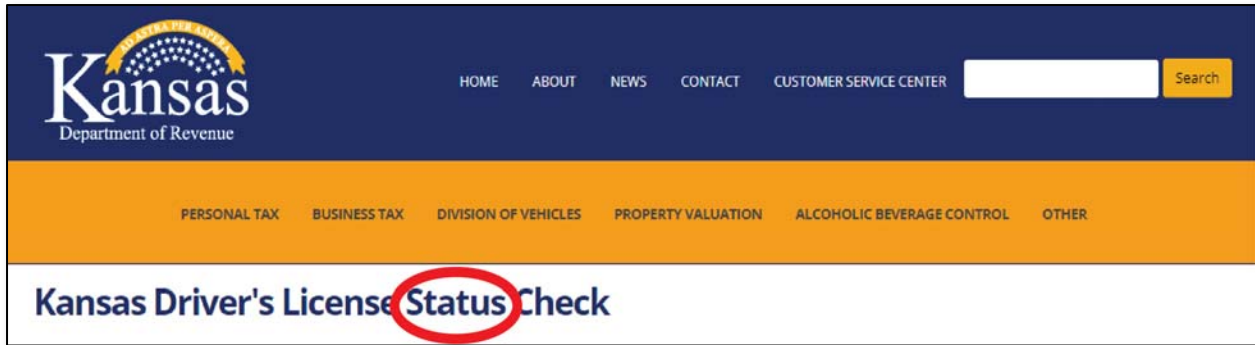 AD ASTRA PER ASPERA
Kansas
Department of Revenue
HOME ABOUT NEWS CONTACT CUSTOMER SERVICE CENTER Search
PERSONAL TAX BUSINESS TAX DIVISION OF VEHICLES PROPERTY VALUATION ALCOHOLIC BEVERAGE CONTROL OTHER
Kansas Driver's License Status Check